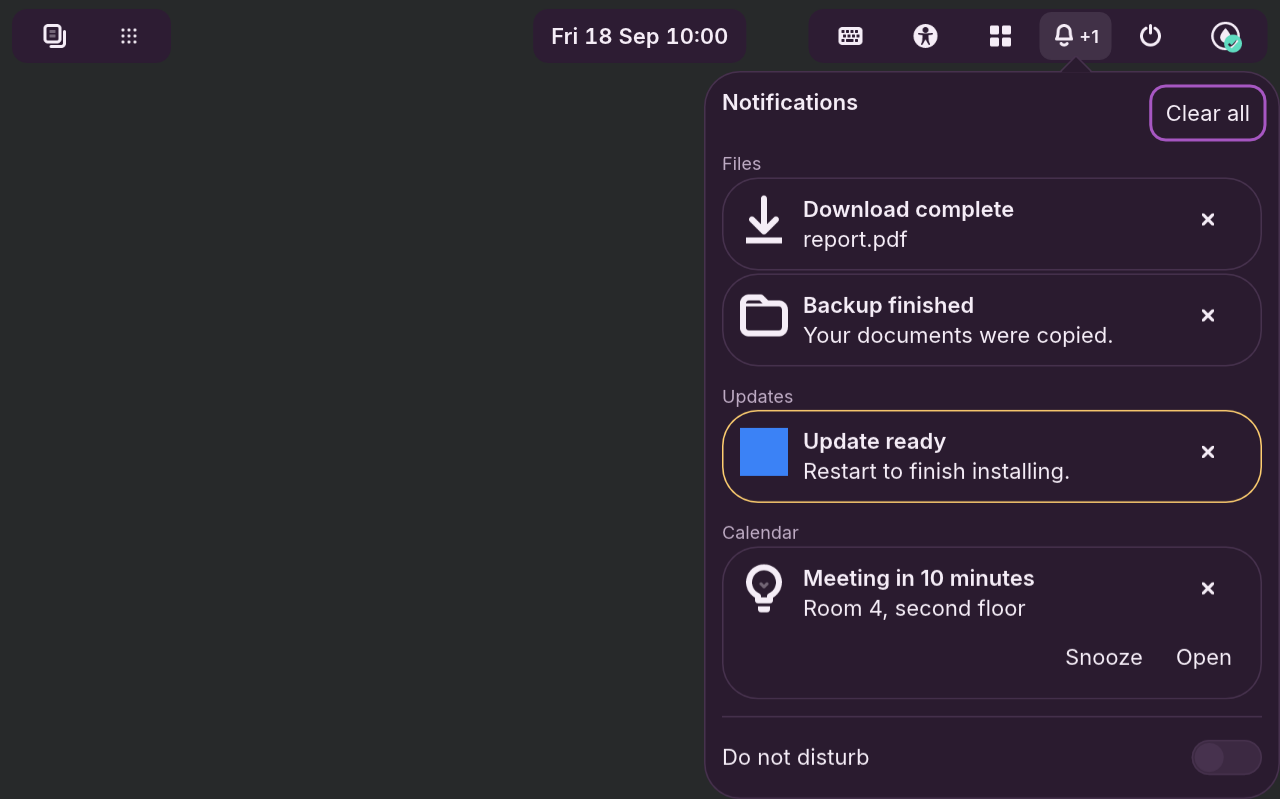 Fri 18 Sep 10:00
+1
Notifications
Clear all
Files
Download complete
report.pdf
Backup finished
Your documents were copied.
Updates
Update ready
Restart to finish installing.
Calendar
Meeting in 10 minutes
Room 4, second floor
Snooze Open
Do not disturb